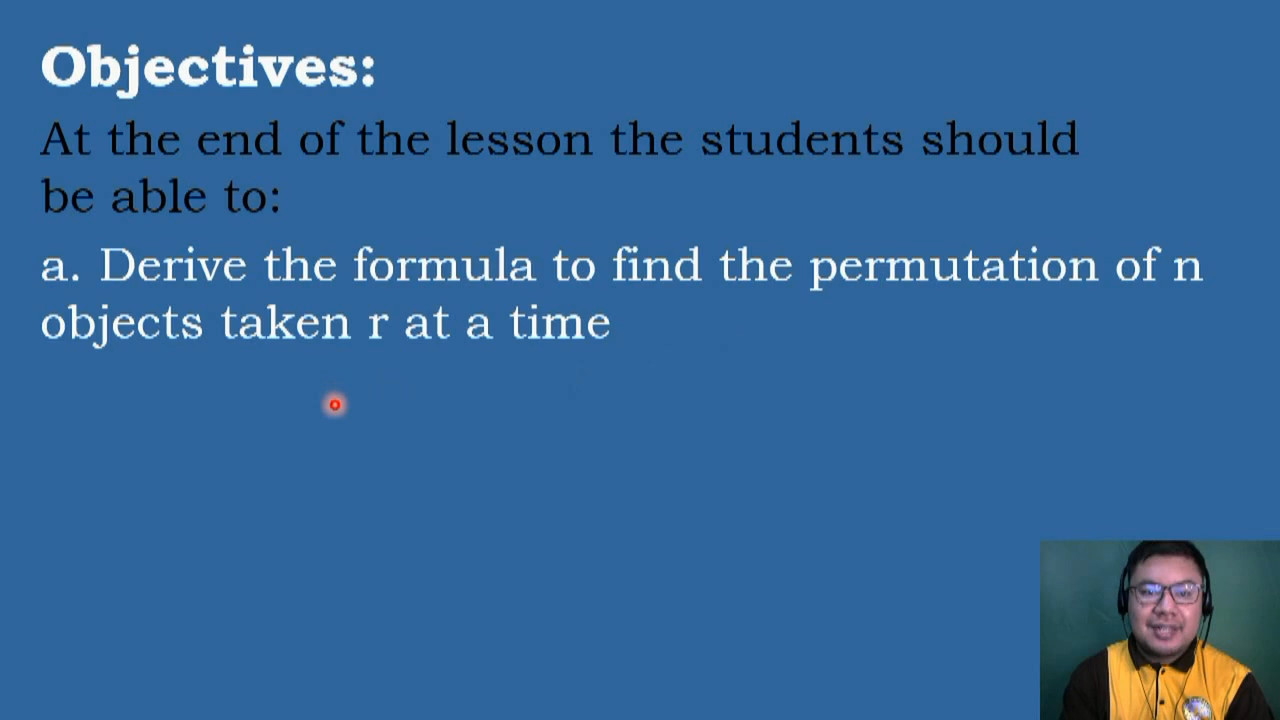 Objectives:
At the end of the lesson the students should
be able to:
a. Derive the formula to find the permutation of n
objects taken r at a time